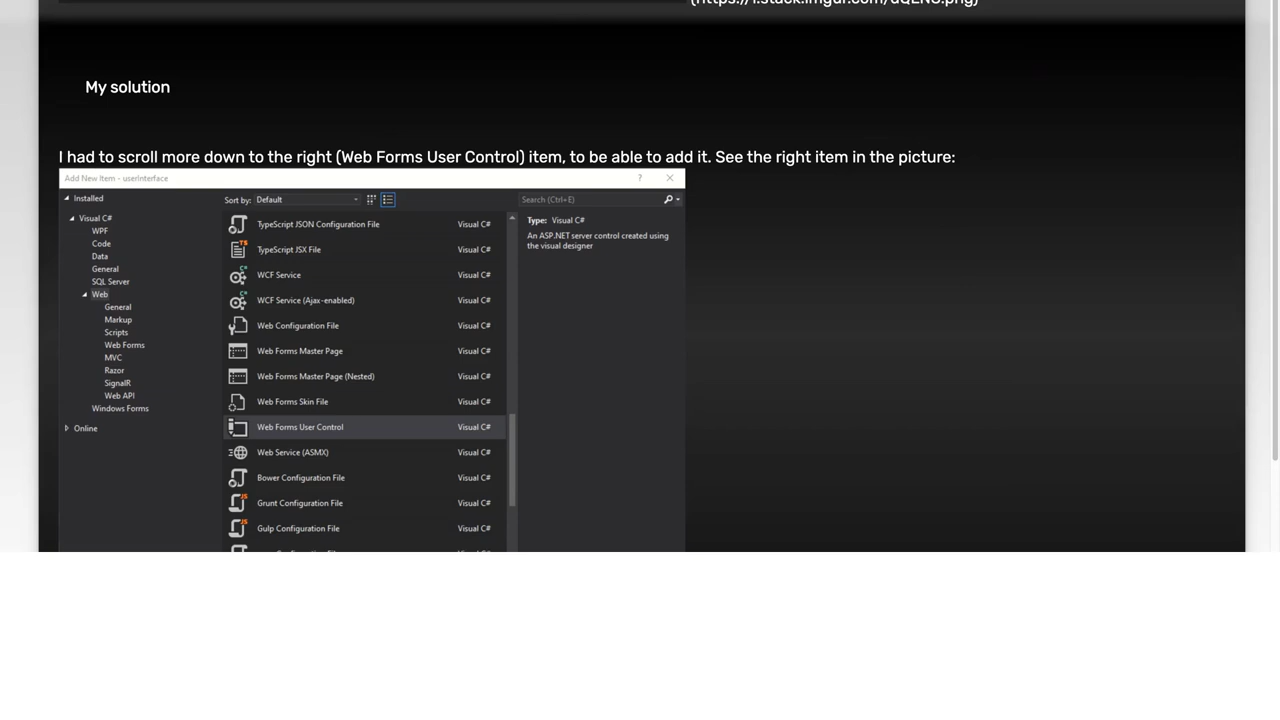 (https://i.stack.imgur.com/dQENC.png)
My solution
I had to scroll more down to the right (Web Forms User Control) item, to be able to add it. See the right item in the picture:
Add New Item - userInterface ?
Installed
Sort by: Default
Search (Ctrl+E)
Visual C#
WPF
Code
Data
General
SQL Server
Web
General
Markup
Scripts
Web Forms
MVC
Razor
SignalR
Web API
Windows Forms
Online
TypeScript JSON Configuration File Visual C#
TypeScript JSX File Visual C#
WCF Service Visual C#
WCF Service (Ajax-enabled) Visual C#
Web Configuration File Visual C#
Web Forms Master Page Visual C#
Web Forms Master Page (Nested) Visual C#
Web Forms Skin File Visual C#
Web Forms User Control Visual C#
Web Service (ASMX) Visual C#
Bower Configuration File Visual C#
Grunt Configuration File Visual C#
Gulp Configuration File Visual C#
Type: Visual C#
An ASP.NET server control created using
the visual designer